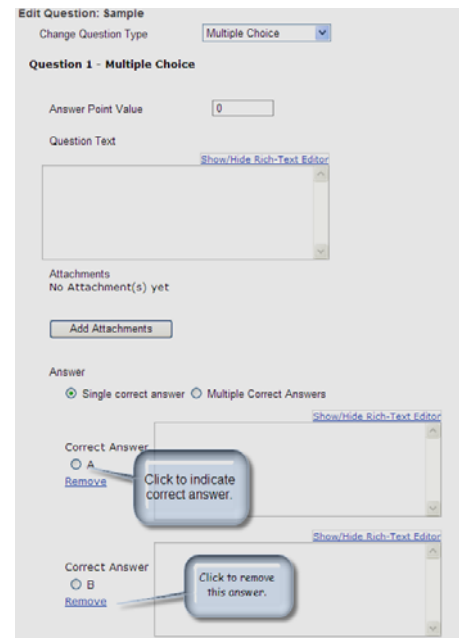 Edit Question: Sample
Change Question Type Multiple Choice
Question 1 - Multiple Choice
Answer Point Value 0
Question Text
Show/Hide Rich-Text Editor
Attachments
No Attachment(s) yet
Add Attachments
Answer
Single correct answer Multiple Correct Answers
Show/Hide Rich-Text Editor
Correct Answer
A
Remove
Click to indicate
correct answer.
Show/Hide Rich-Text Editor
Correct Answer
B
Remove
Click to remove
this answer.